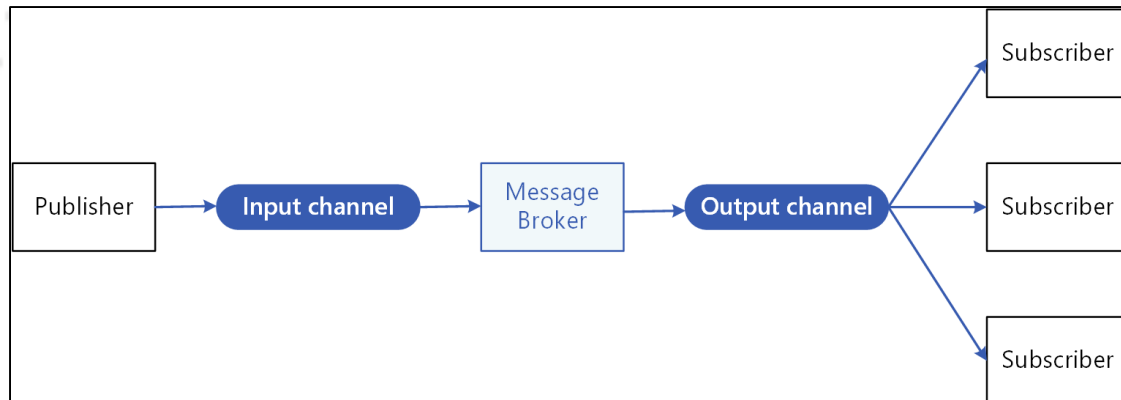 Subscriber
Publisher
Input channel
Message
Broker
Output channel
Subscriber
Subscriber